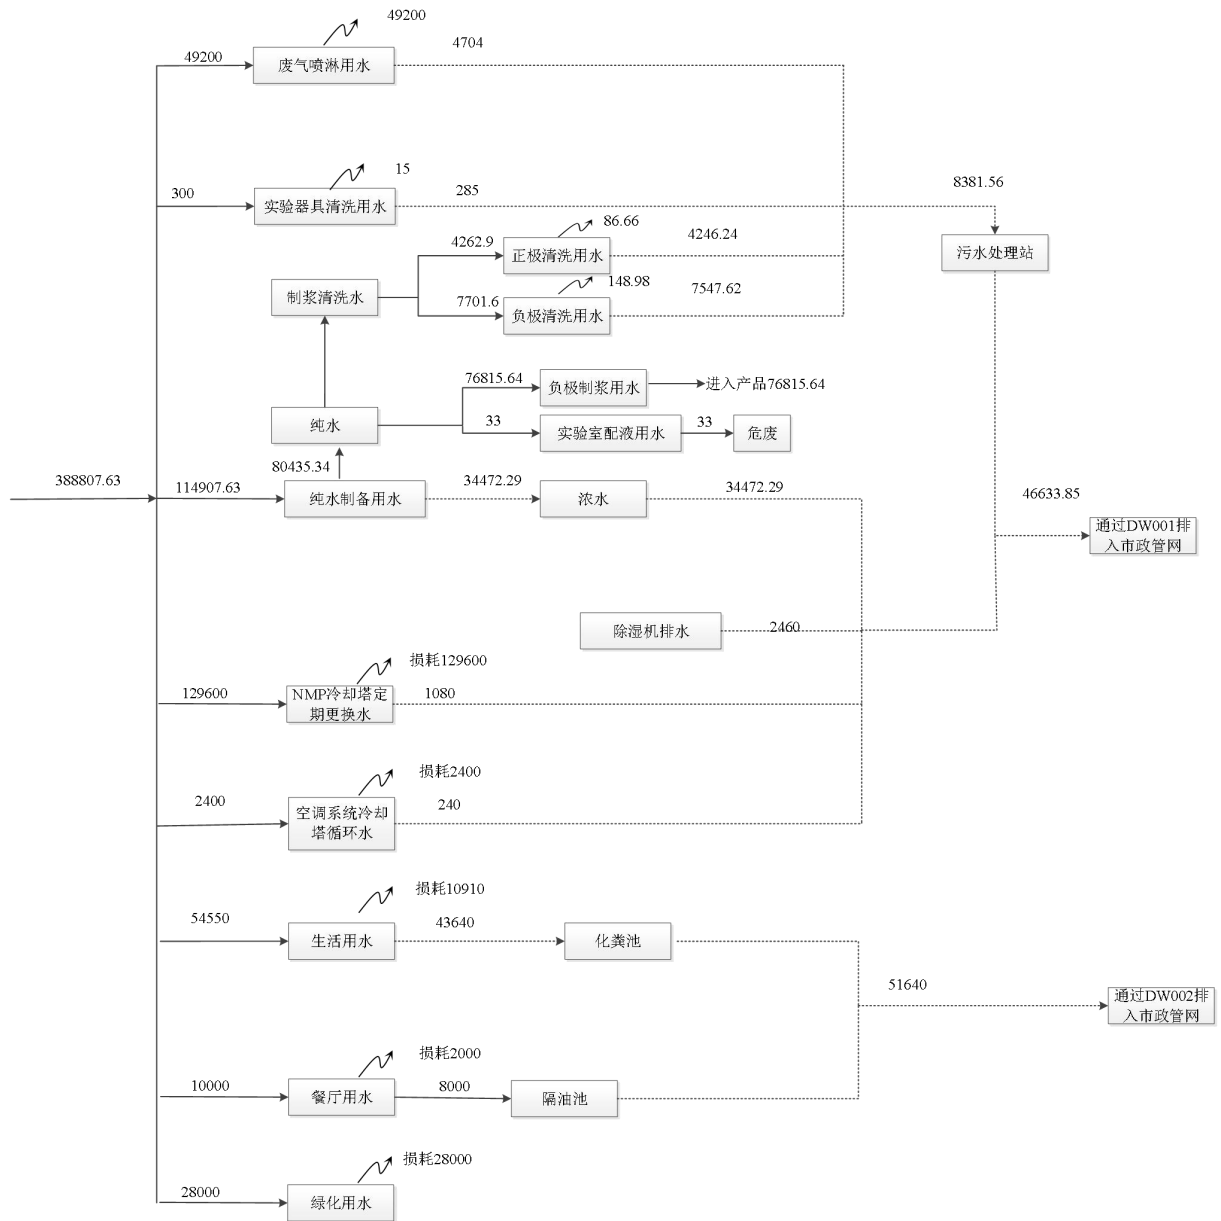 49200
49200
废气喷淋用水
4704
15
300
实验器具清洗用水
285
8381.56
86.66
4262.9
正极清洗用水
4246.24
污水处理站
制浆清洗水
148.98
7701.6
负极清洗用水
7547.62
76815.64
负极制浆用水
进入产品76815.64
纯水
33
实验室配液用水
33
危废
80435.34
388807.63
114907.63
纯水制备用水
34472.29
浓水
34472.29
46633.85
通过DW001排
入市政管网
除湿机排水
2460
损耗129600
129600
NMP冷却塔定
期更换水
1080
损耗2400
2400
空调系统冷却
塔循环水
240
损耗10910
54550
生活用水
43640
化粪池
51640
通过DW002排
入市政管网
损耗2000
10000
餐厅用水
8000
隔油池
损耗28000
28000
绿化用水